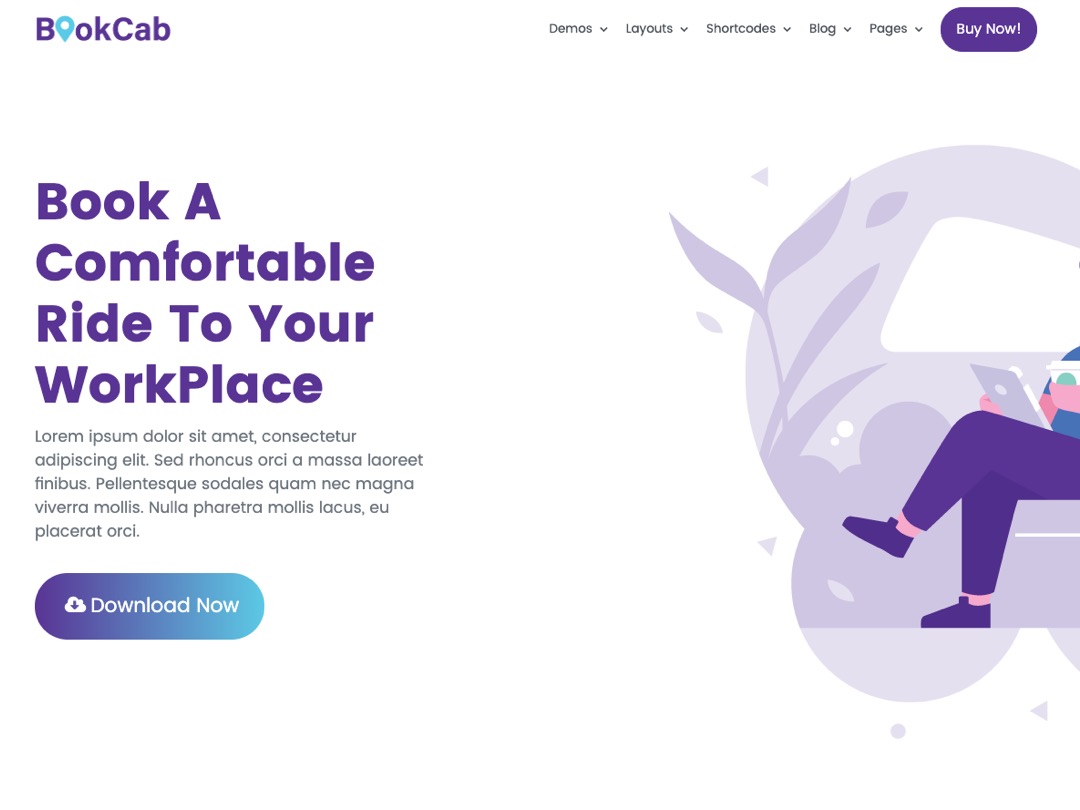 BookCab
Demos
Layouts
Shortcodes
Blog
Pages
Buy Now!
Book A
Comfortable
Ride To Your
WorkPlace
Lorem ipsum dolor sit amet, consectetur
adipiscing elit. Sed rhoncus orci a massa laoreet
finibus. Pellentesque sodales quam nec magna
viverra mollis. Nulla pharetra mollis lacus, eu
placerat orci.
Download Now